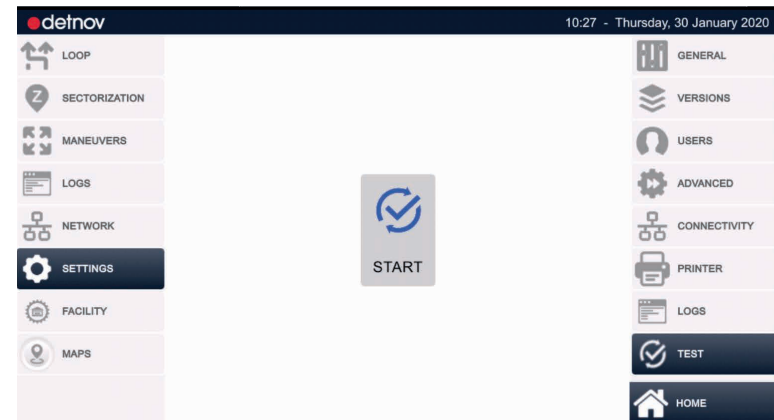 detnov
10:27 - Thursday, 30 January 2020
LOOP
SECTORIZATION
MANEUVERS
LOGS
NETWORK
SETTINGS
FACILITY
MAPS
START
GENERAL
VERSIONS
USERS
ADVANCED
CONNECTIVITY
PRINTER
LOGS
TEST
HOME